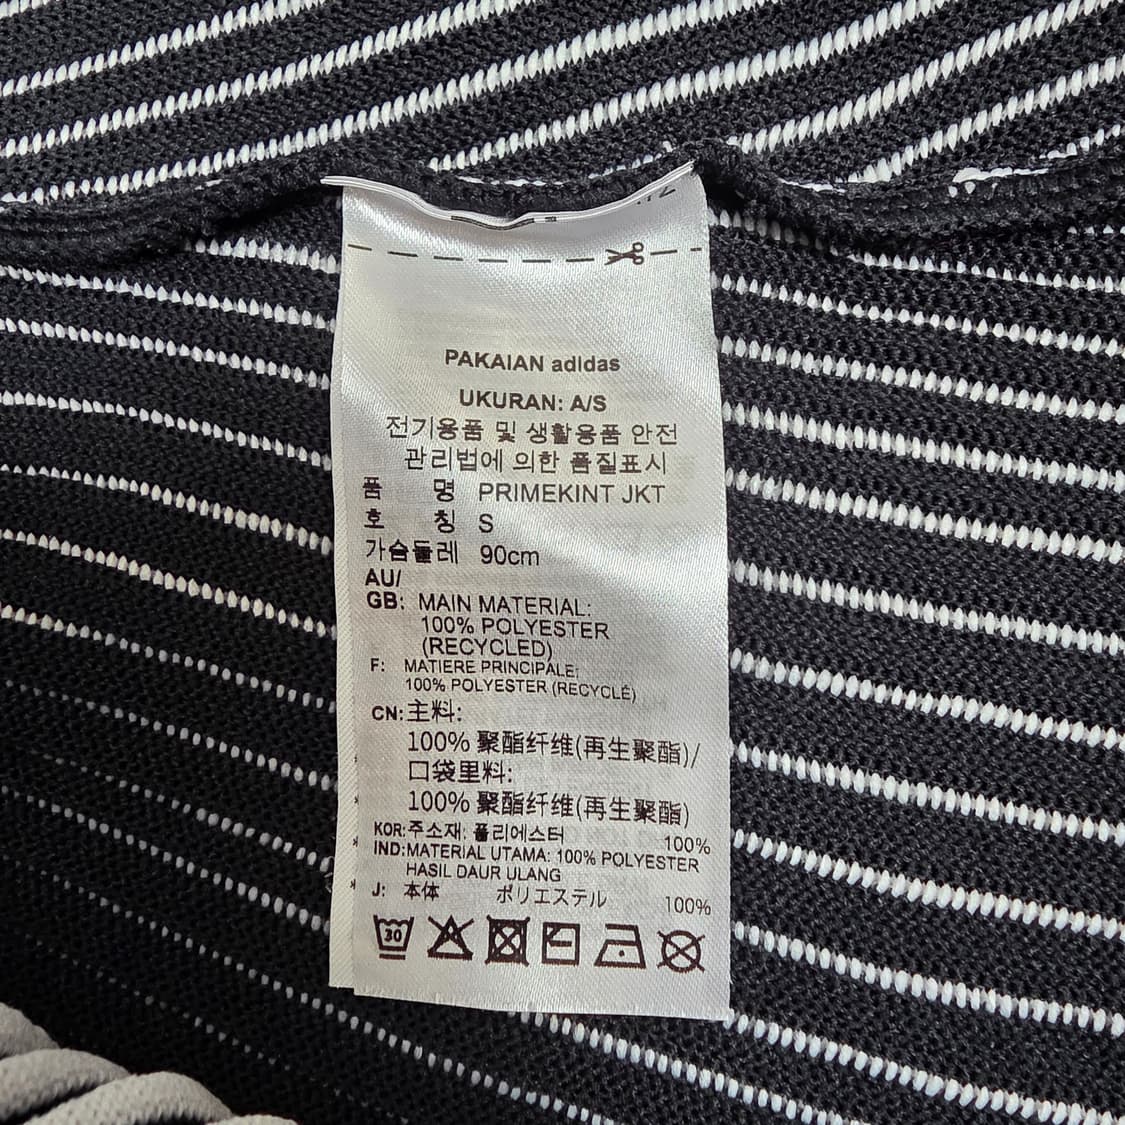 PAKAIAN adidas
UKURAN: A/S
전기용품 및 생활용품 안전
관리법에 의한 품질표시
품 명 PRIMEKINT JKT
호 칭 S
가슴둘레 90cm
AU/
GB: MAIN MATERIAL:
100% POLYESTER
(RECYCLED)
F: MATIERE PRINCIPALE:
100% POLYESTER (RECYCLÉ)
CN: 主料:
100% 聚酯纤维(再生聚酯)/
口袋里料:
100% 聚酯纤维(再生聚酯)
KOR: 주소재: 폴리에스터 100%
IND: MATERIAL UTAMA: 100% POLYESTER
HASIL DAUR ULANG
J: 本体 ポリエステル 100%
30